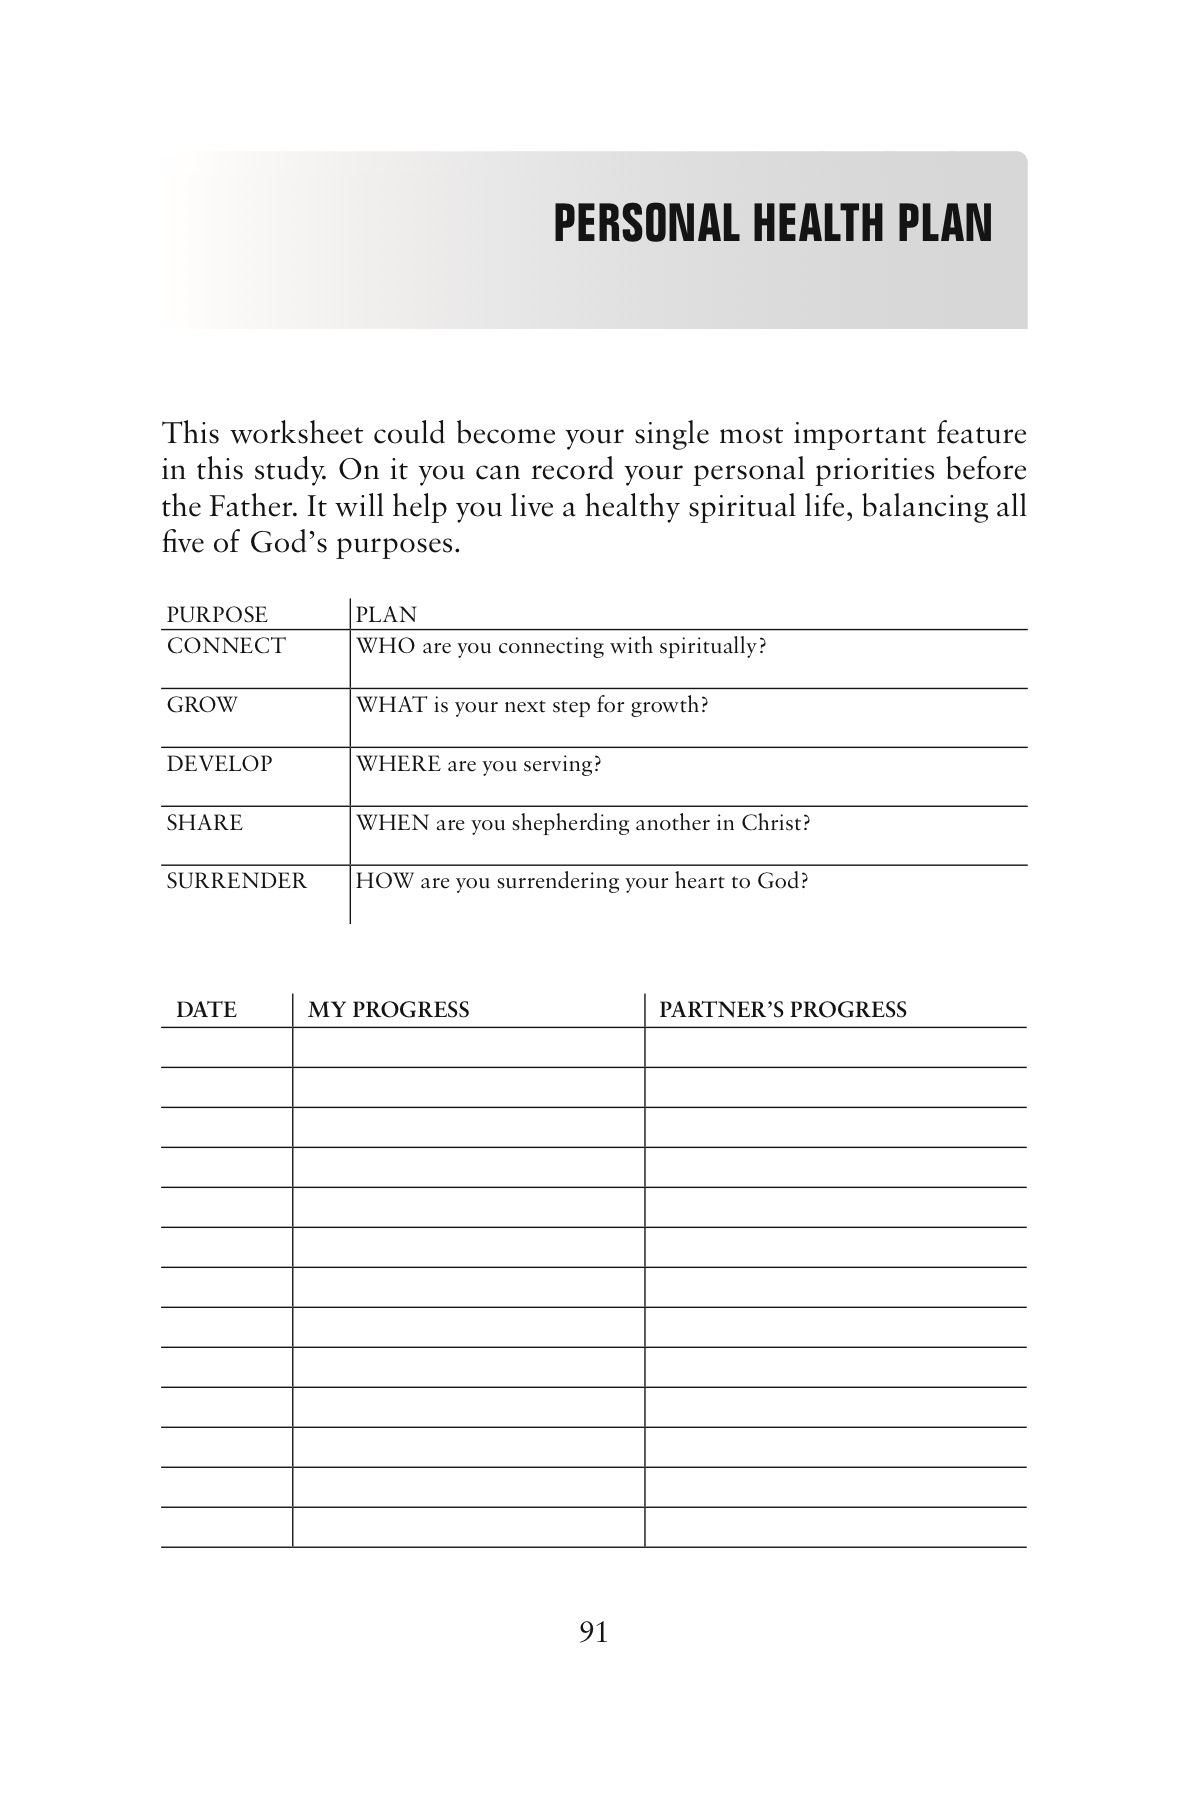 PERSONAL HEALTH PLAN
This worksheet could become your single most important feature
in this study. On it you can record your personal priorities before
the Father. It will help you live a healthy spiritual life, balancing all
five of God’s purposes.
PURPOSE PLAN
CONNECT WHO are you connecting with spiritually?
GROW WHAT is your next step for growth?
DEVELOP WHERE are you serving?
SHARE WHEN are you shepherding another in Christ?
SURRENDER HOW are you surrendering your heart to God?
DATE MY PROGRESS PARTNER’S PROGRESS
91